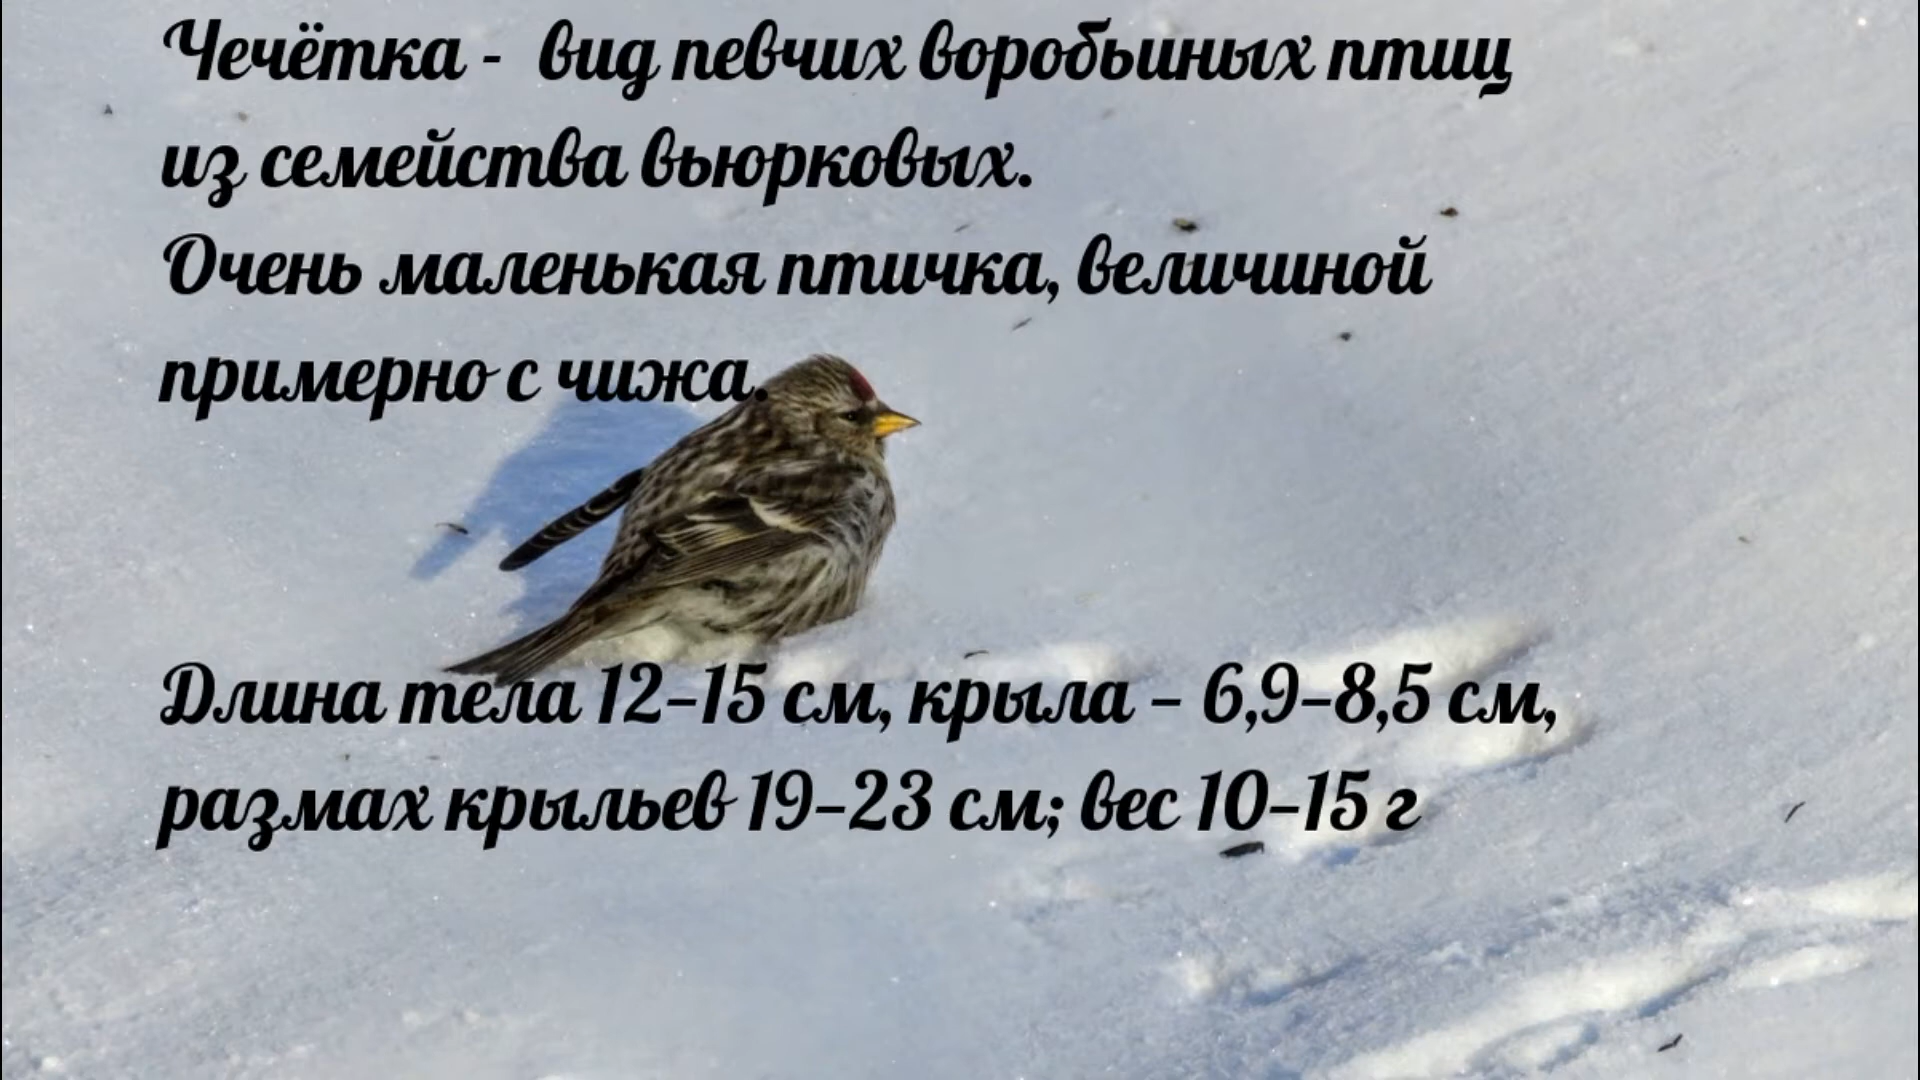 Чечётка -  вид певчих воробьиных птиц
из семейства вьюрковых.
Очень маленькая птичка, величиной
примерно с чижа.
Длина тела 12–15 см, крыла – 6,9–8,5 см,
размах крыльев 19–23 см; вес 10–15 г